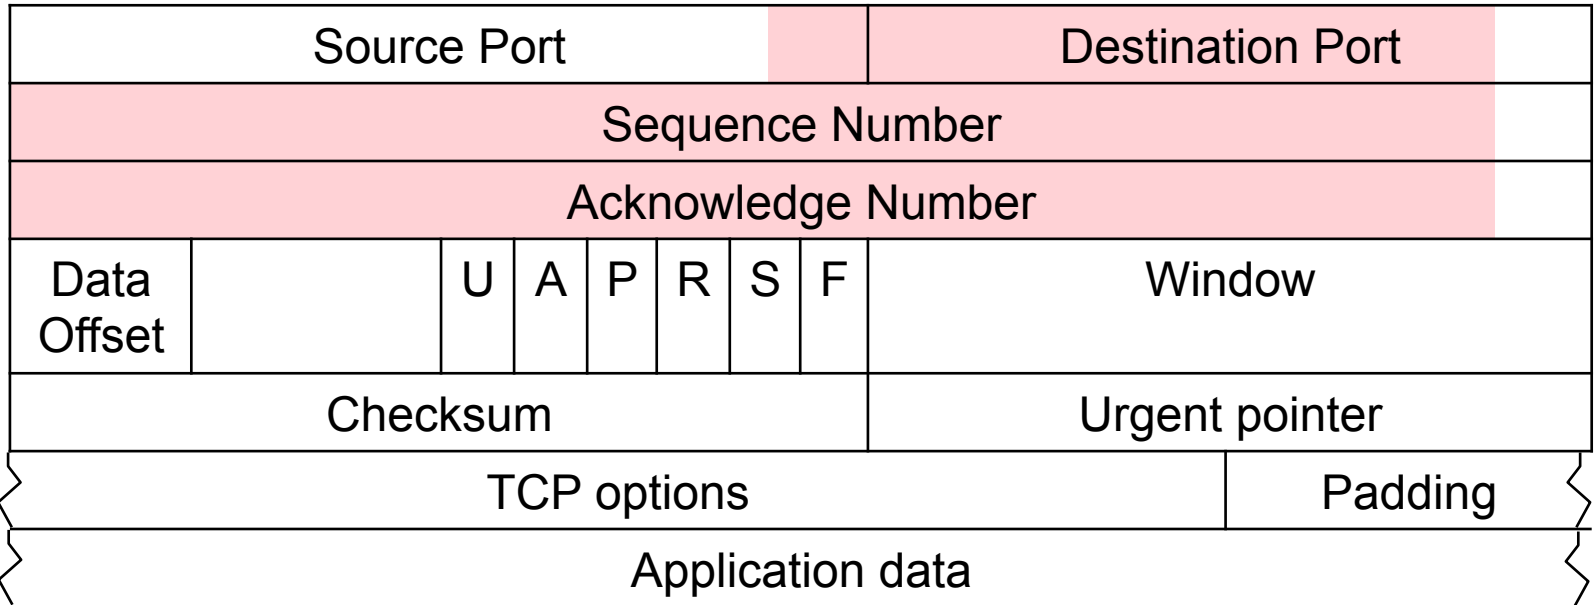 Source Port Destination Port
Sequence Number
Acknowledge Number
Data Offset U A P R S F Window
Checksum Urgent pointer
TCP options Padding
Application data